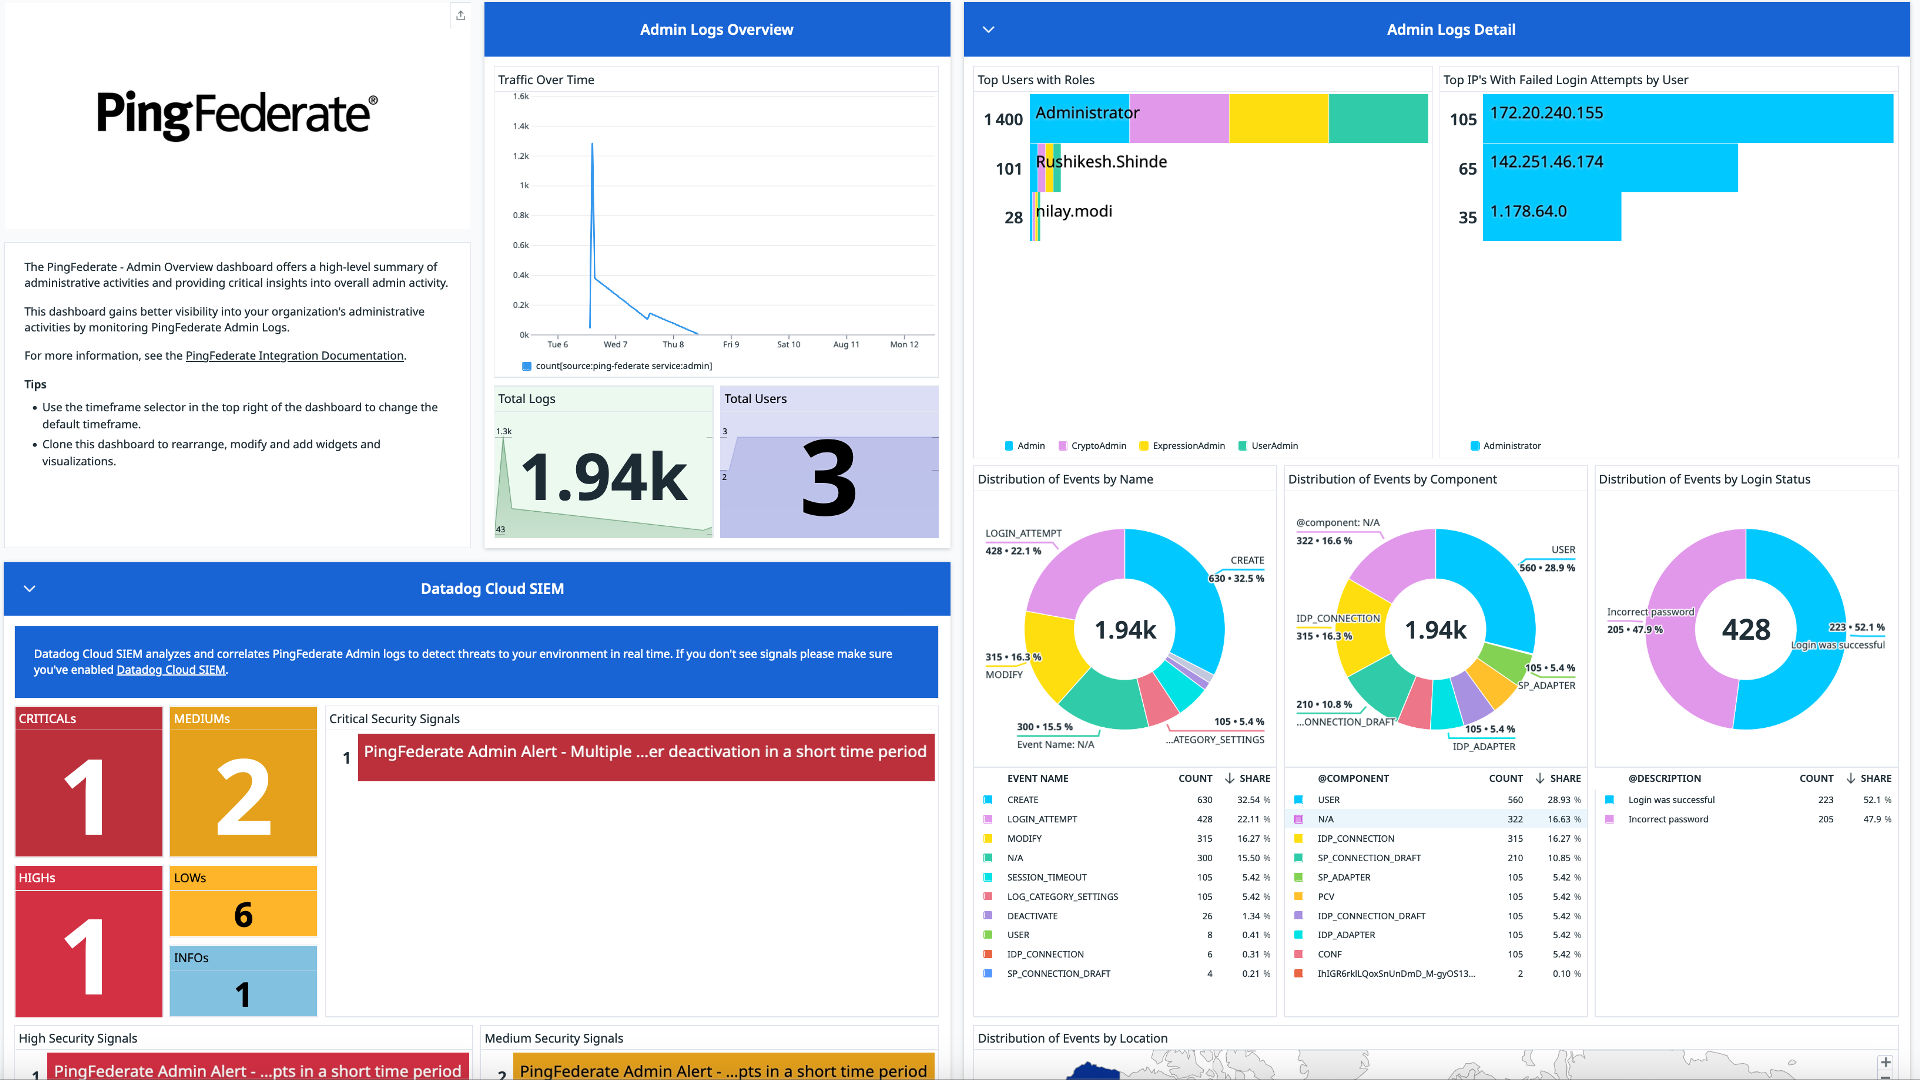 PingFederate®
The PingFederate - Admin Overview dashboard offers a high-level summary of
administrative activities and providing critical insights into overall admin activity.
This dashboard gains better visibility into your organization's administrative
activities by monitoring PingFederate Admin Logs.
For more information, see the PingFederate Integration Documentation.
Tips
• Use the timeframe selector in the top right of the dashboard to change the
default timeframe.
• Clone this dashboard to rearrange, modify and add widgets and
visualizations.
Admin Logs Overview
Traffic Over Time
1.6k
1.4k
1.2k
1k
0.8k
0.6k
0.4k
0.2k
0k
Tue 6 Wed 7 Thu 8 Fri 9 Sat 10 Aug 11 Mon 12
count[source:ping-federate service:admin]
Total Logs
1.3k
1.94k
43
Total Users
3
2
3
Datadog Cloud SIEM
Datadog Cloud SIEM analyzes and correlates PingFederate Admin logs to detect threats to your environment in real time. If you don't see signals please make sure
you've enabled Datadog Cloud SIEM.
CRITICALs
1
MEDIUMs
2
HIGHs
1
LOWs
6
INFOs
1
Critical Security Signals
1 PingFederate Admin Alert - Multiple ...er deactivation in a short time period
High Security Signals
1 PingFederate Admin Alert - ...pts in a short time period
Medium Security Signals
2 PingFederate Admin Alert - ...pts in a short time period
Admin Logs Detail
Top Users with Roles
1 400 Administrator
101 Rushikesh.Shinde
28 nilay.modi
Admin CryptoAdmin ExpressionAdmin UserAdmin
Top IP's With Failed Login Attempts by User
105 172.20.240.155
65 142.251.46.174
35 1.178.64.0
Administrator
Distribution of Events by Name
LOGIN_ATTEMPT
428 • 22.1 %
CREATE
630 • 32.5 %
1.94k
315 • 16.3 %
MODIFY
300 • 15.5 %
Event Name: N/A
105 • 5.4 %
...ATEGORY_SETTINGS
EVENT NAME COUNT ↓ SHARE
CREATE 630 32.54 %
LOGIN_ATTEMPT 428 22.11 %
MODIFY 315 16.27 %
N/A 300 15.50 %
SESSION_TIMEOUT 105 5.42 %
LOG_CATEGORY_SETTINGS 105 5.42 %
DEACTIVATE 26 1.34 %
USER 8 0.41 %
IDP_CONNECTION 6 0.31 %
SP_CONNECTION_DRAFT 4 0.21 %
Distribution of Events by Component
@component: N/A
322 • 16.6 %
USER
560 • 28.9 %
IDP_CONNECTION
315 • 16.3 %
1.94k
105 • 5.4 %
SP_ADAPTER
210 • 10.8 %
...ONNECTION_DRAFT
105 • 5.4 %
IDP_ADAPTER
@COMPONENT COUNT ↓ SHARE
USER 560 28.93 %
N/A 322 16.63 %
IDP_CONNECTION 315 16.27 %
SP_CONNECTION_DRAFT 210 10.85 %
SP_ADAPTER 105 5.42 %
PCV 105 5.42 %
IDP_CONNECTION_DRAFT 105 5.42 %
IDP_ADAPTER 105 5.42 %
CONF 105 5.42 %
2 0.10 %
Distribution of Events by Login Status
Incorrect password
205 • 47.9 %
428
223 • 52.1 %
Login was successful
@DESCRIPTION COUNT ↓ SHARE
Login was successful 223 52.1 %
Incorrect password 205 47.9 %
Distribution of Events by Location
+